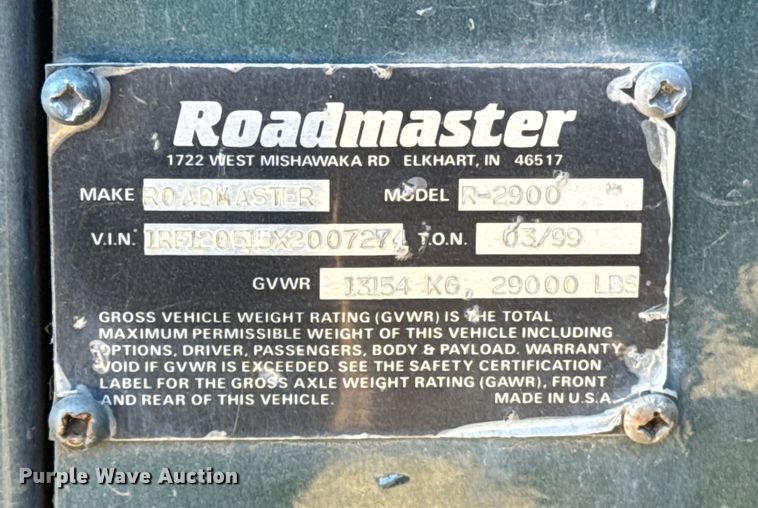 Roadmaster
1722 WEST MISHAWAKA RD ELKHART, IN 46517
MAKE ROADMASTER MODEL R-2900
V.I.N. 1RF120515X2007274 T.O.N. 03/99
GVWR 13154 KG, 29000 LBS
GROSS VEHICLE WEIGHT RATING (GVWR) IS THE TOTAL
MAXIMUM PERMISSIBLE WEIGHT OF THIS VEHICLE INCLUDING
OPTIONS, DRIVER, PASSENGERS, BODY & PAYLOAD. WARRANTY
VOID IF GVWR IS EXCEEDED. SEE THE SAFETY CERTIFICATION
LABEL FOR THE GROSS AXLE WEIGHT RATING (GAWR), FRONT
AND REAR OF THIS VEHICLE. MADE IN U.S.A.
Purple Wave Auction